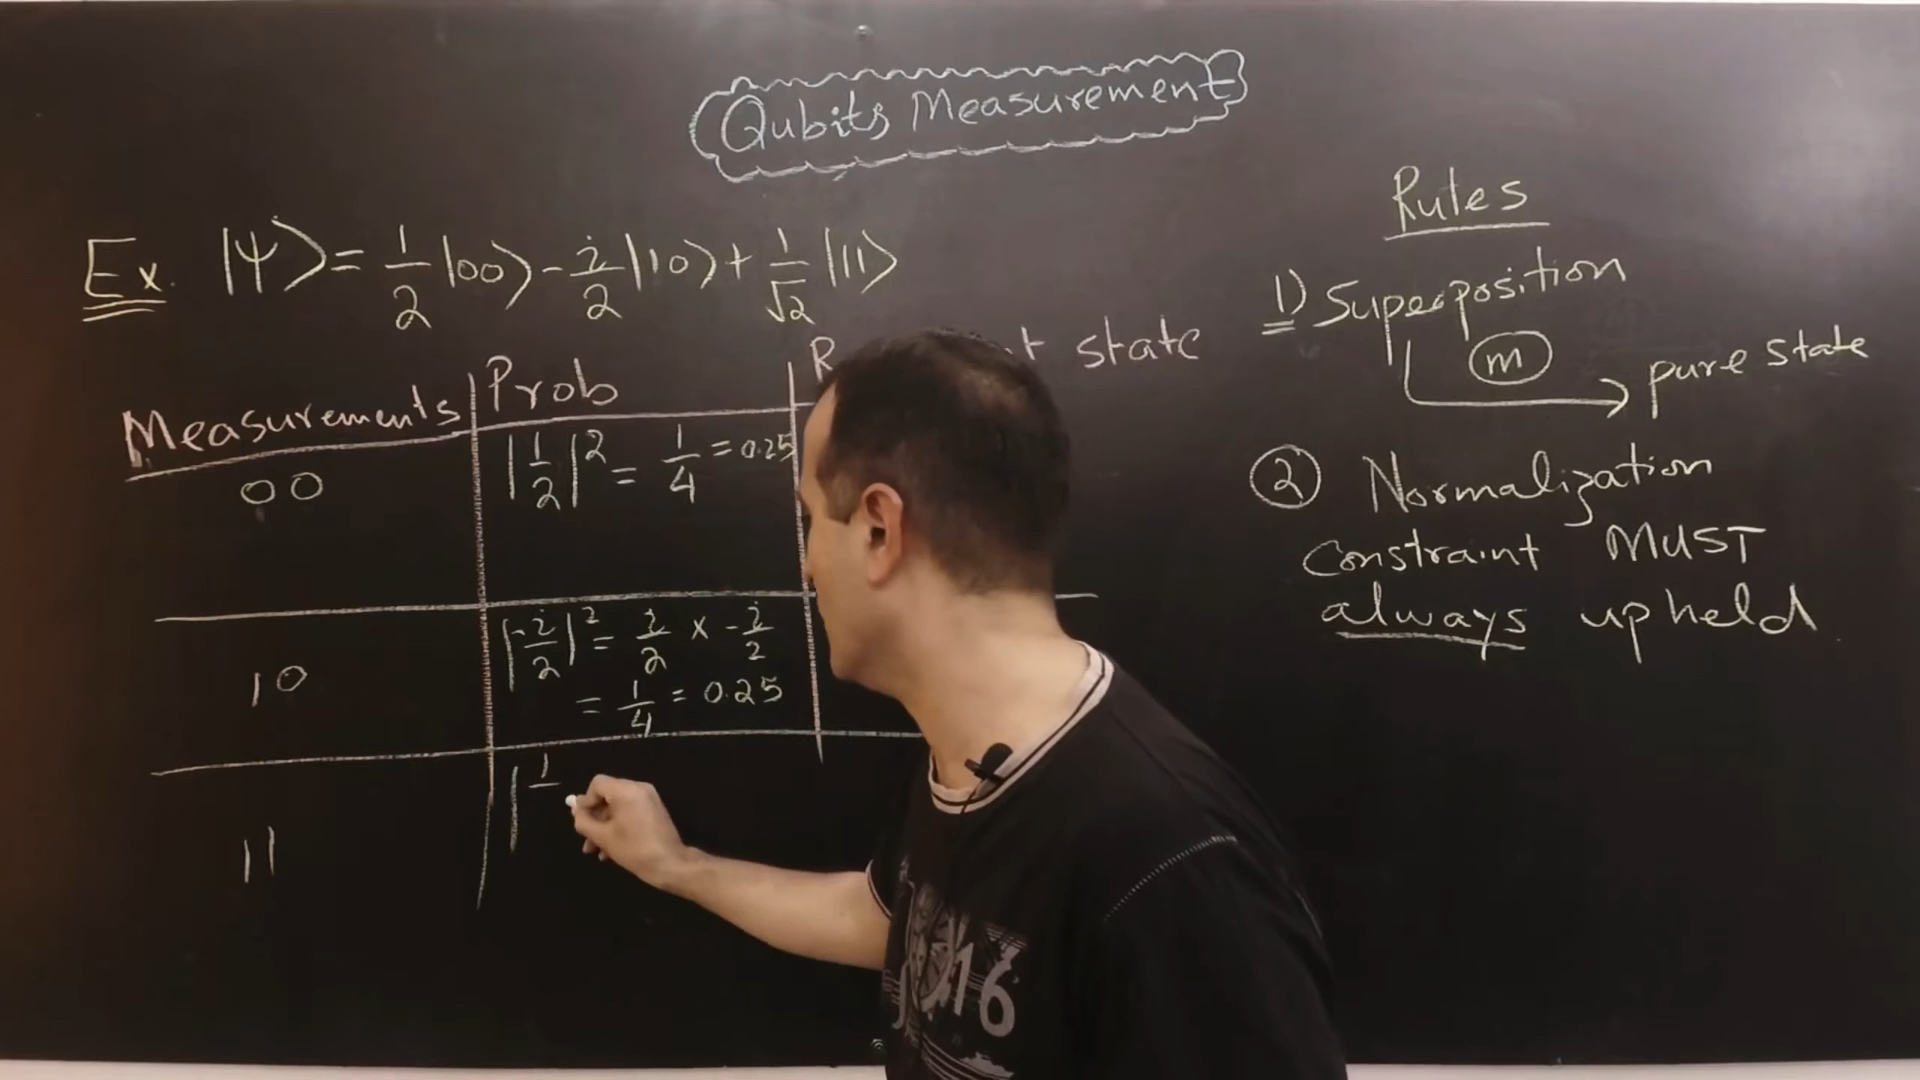 Qubits Measurement
Ex. |Ψ⟩ = 1/2 |00⟩ - i/2 |10⟩ + 1/√2 |11⟩
Measurements Prob state
00 |1/2|² = 1/4 = 0.25
10 |-i/2|² = i/2 × -i/2
= 1/4 = 0.25
11 |1
Rules
1) Superposition
m → pure state
② Normalization
constraint MUST
always upheld
16